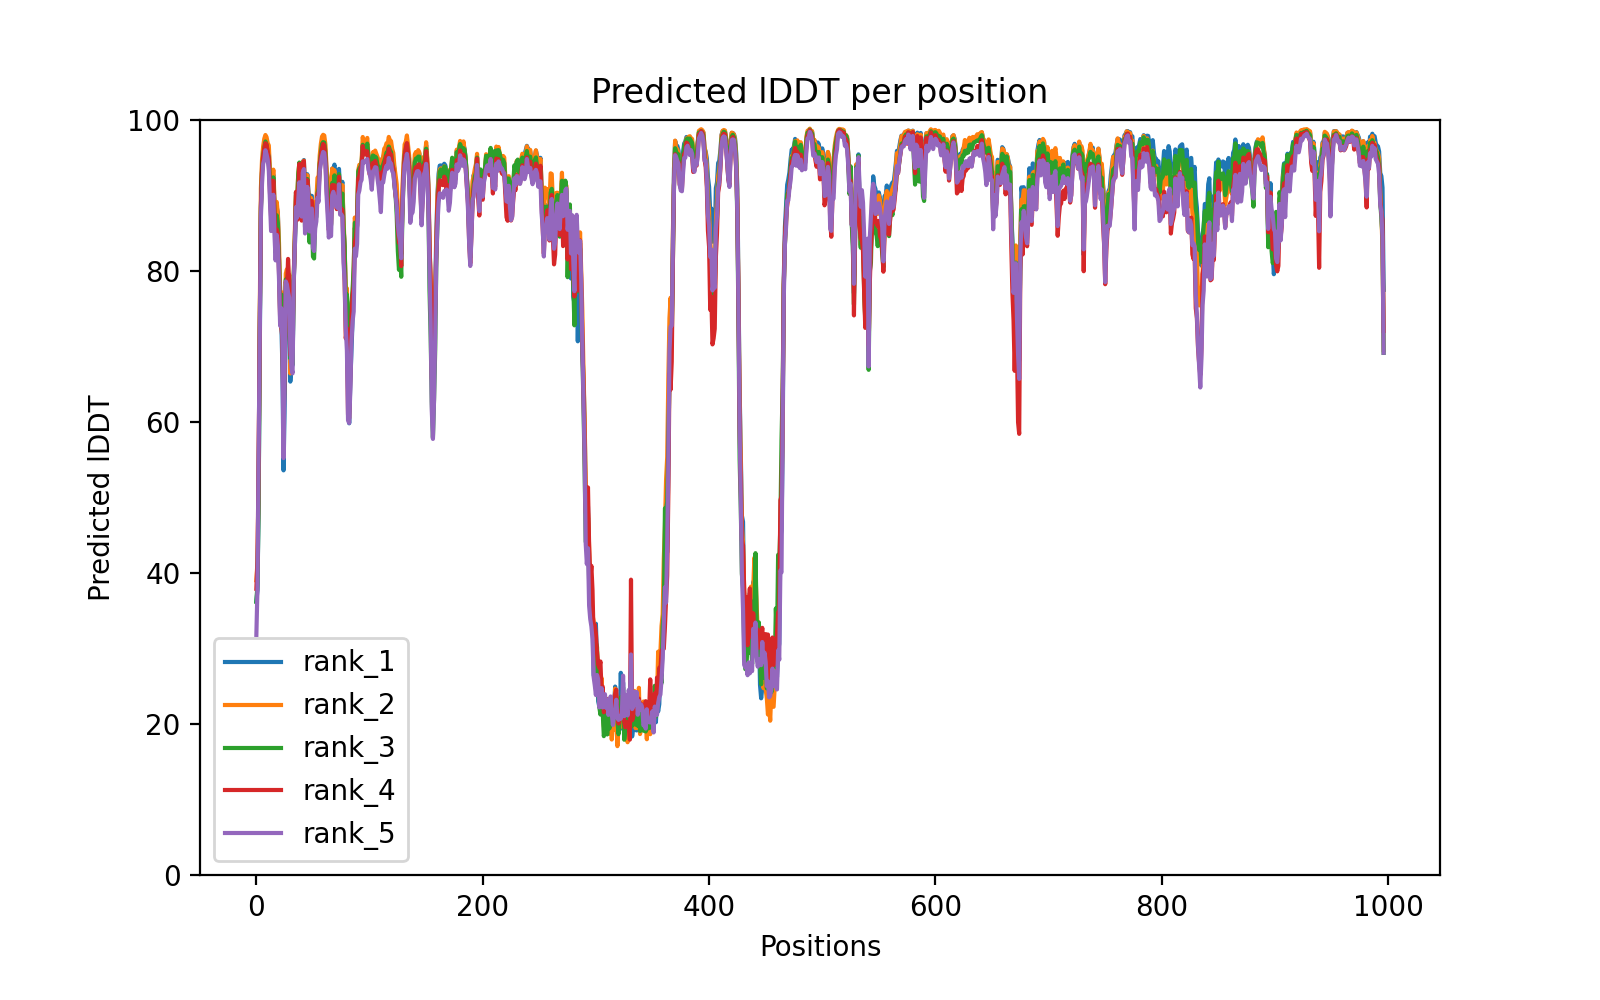 Predicted lDDT per position
100
80
60
40
20
0
Predicted lDDT
rank_1
rank_2
rank_3
rank_4
rank_5
0 200 400 600 800 1000
Positions